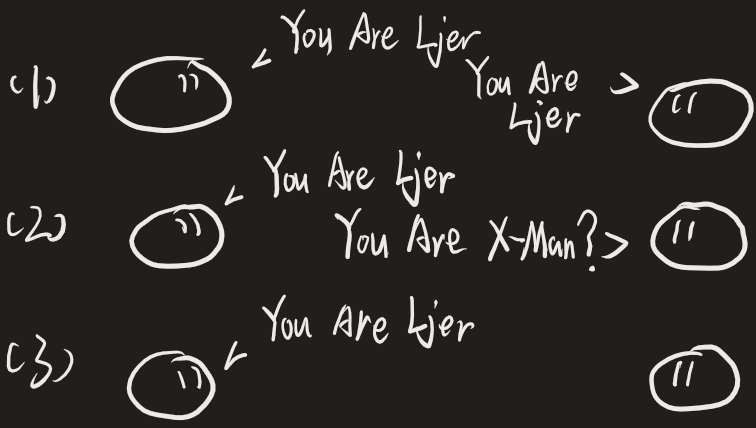 (1)
You Are Ljer
You Are
Ljer
(2)
You Are Ljer
You Are X-Man?
(3)
You Are Ljer